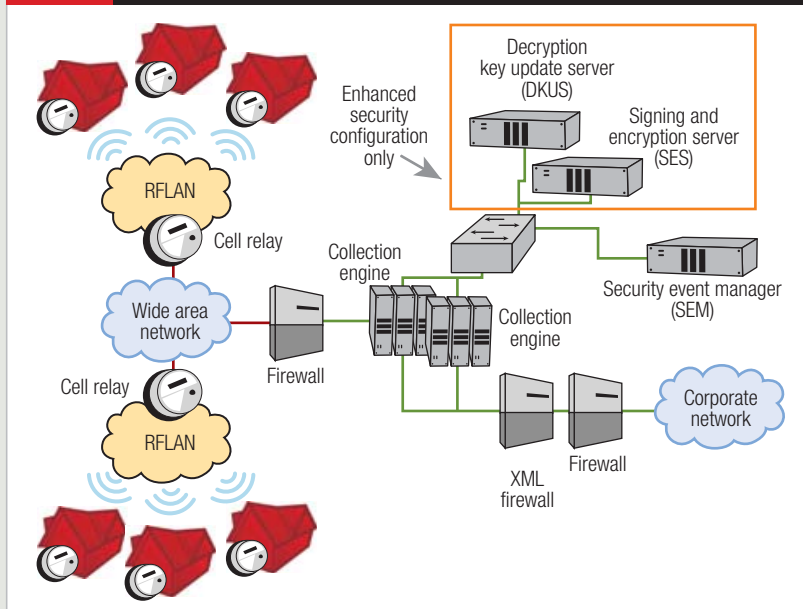 Decryption
key update server
(DKUS)
Enhanced
security
configuration
only
Signing and
encryption server
(SES)
RFLAN
Cell relay
Collection
engine
Security event manager
(SEM)
Wide area
network
Collection
engine
Firewall
Cell relay
Corporate
network
RFLAN
XML
firewall
Firewall